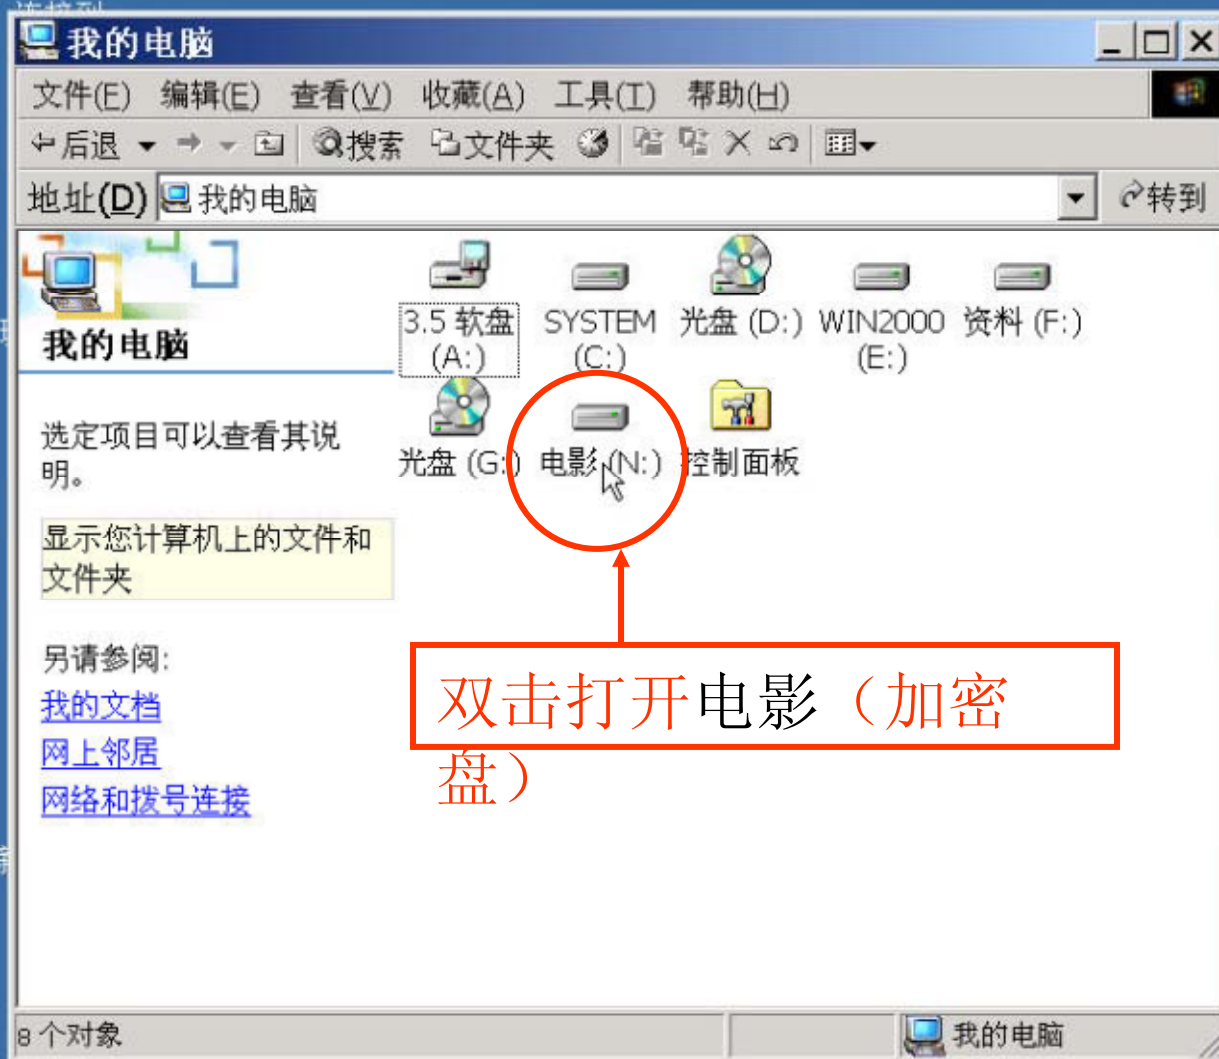 连接到
我的电脑
文件(F) 编辑(E) 查看(V) 收藏(A) 工具(T) 帮助(H)
后退 搜索 文件夹
地址(D) 我的电脑 转到
3.5 软盘 (A:)
SYSTEM (C:)
光盘 (D:)
WIN2000 (E:)
资料 (F:)
光盘 (G:)
电影 (N:)
控制面板
我的电脑
选定项目可以查看其说
明。
显示您计算机上的文件和
文件夹
另请参阅:
我的文档
网上邻居
网络和拨号连接
双击打开电影（加密
盘）
8 个对象
我的电脑